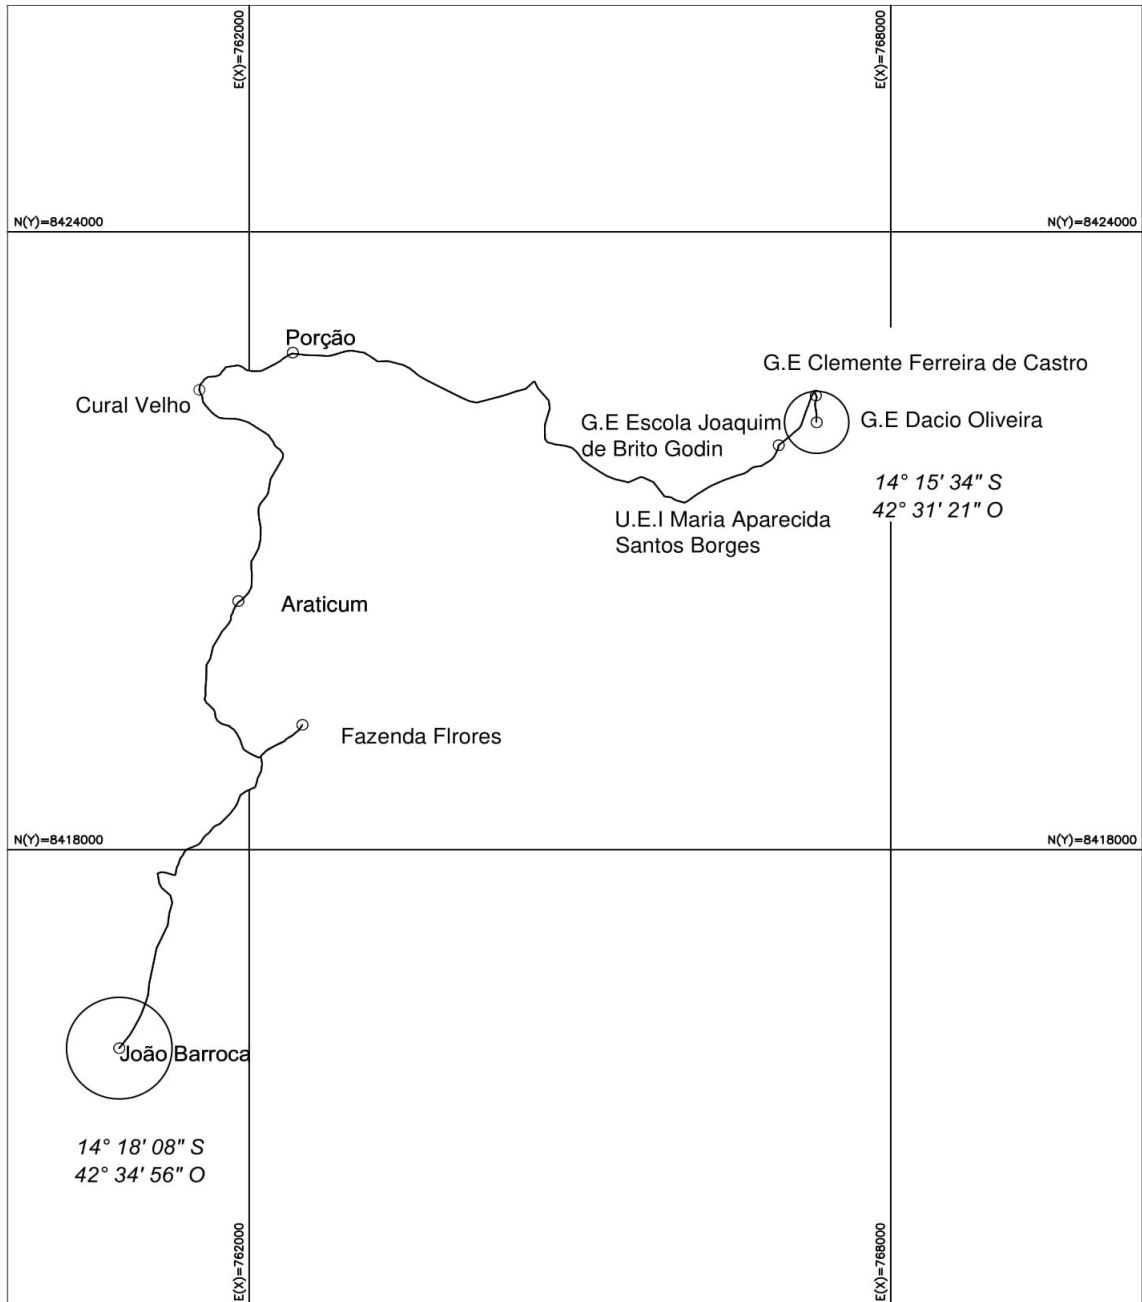 E(X)=762000
E(X)=768000
N(Y)=8424000
N(Y)=8424000
Porção
G.E Clemente Ferreira de Castro
Cural Velho
G.E Escola Joaquim
de Brito Godin
G.E Dacio Oliveira
14° 15' 34" S
42° 31' 21" O
U.E.I Maria Aparecida
Santos Borges
Araticum
Fazenda Flrores
N(Y)=8418000
N(Y)=8418000
João Barroca
14° 18' 08" S
42° 34' 56" O
E(X)=762000
E(X)=768000